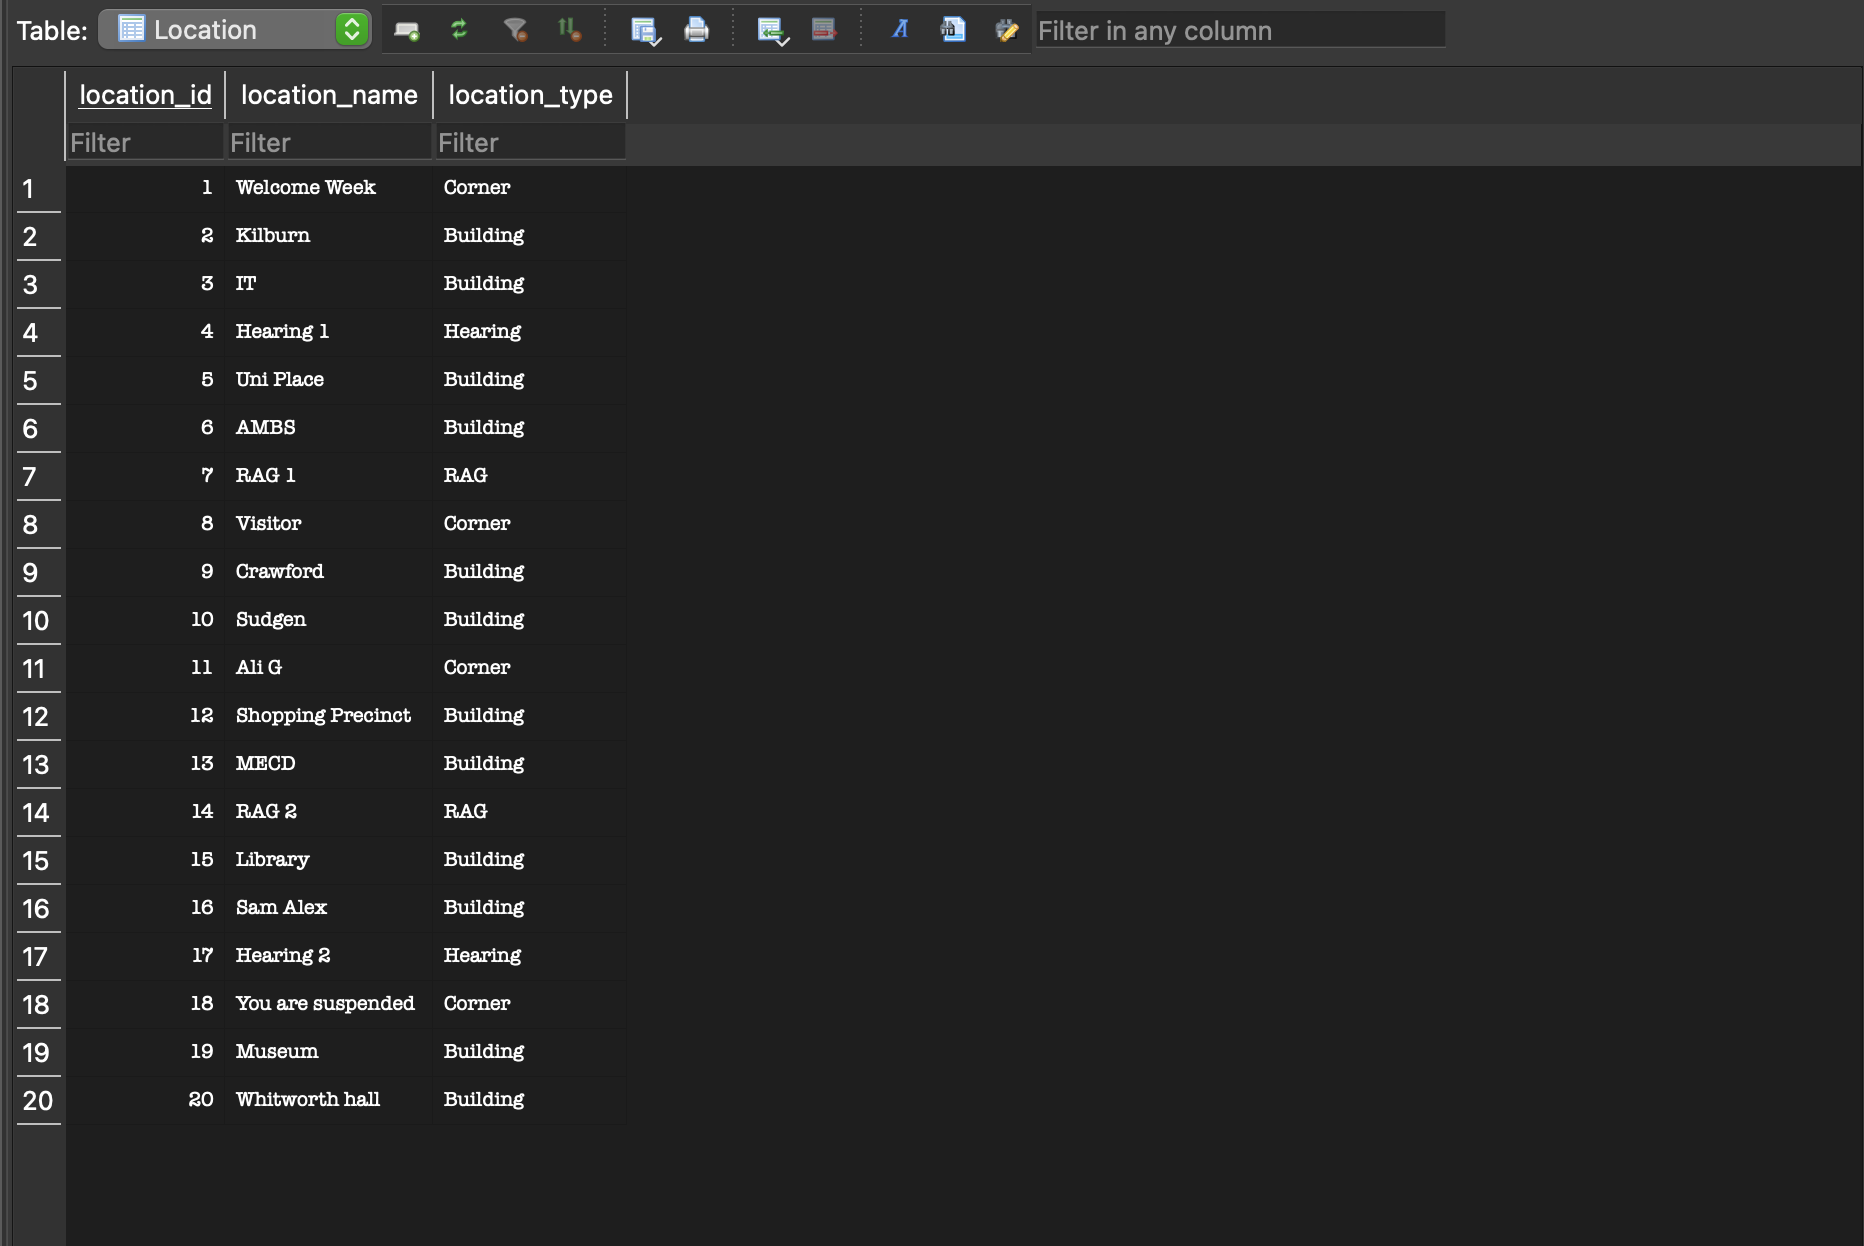 Table: Location Filter in any column
location_id location_name location_type
Filter Filter Filter
1 1 Welcome Week Corner
2 2 Kilburn Building
3 3 IT Building
4 4 Hearing 1 Hearing
5 5 Uni Place Building
6 6 AMBS Building
7 7 RAG 1 RAG
8 8 Visitor Corner
9 9 Crawford Building
10 10 Sudgen Building
11 11 Ali G Corner
12 12 Shopping Precinct Building
13 13 MECD Building
14 14 RAG 2 RAG
15 15 Library Building
16 16 Sam Alex Building
17 17 Hearing 2 Hearing
18 18 You are suspended Corner
19 19 Museum Building
20 20 Whitworth hall Building